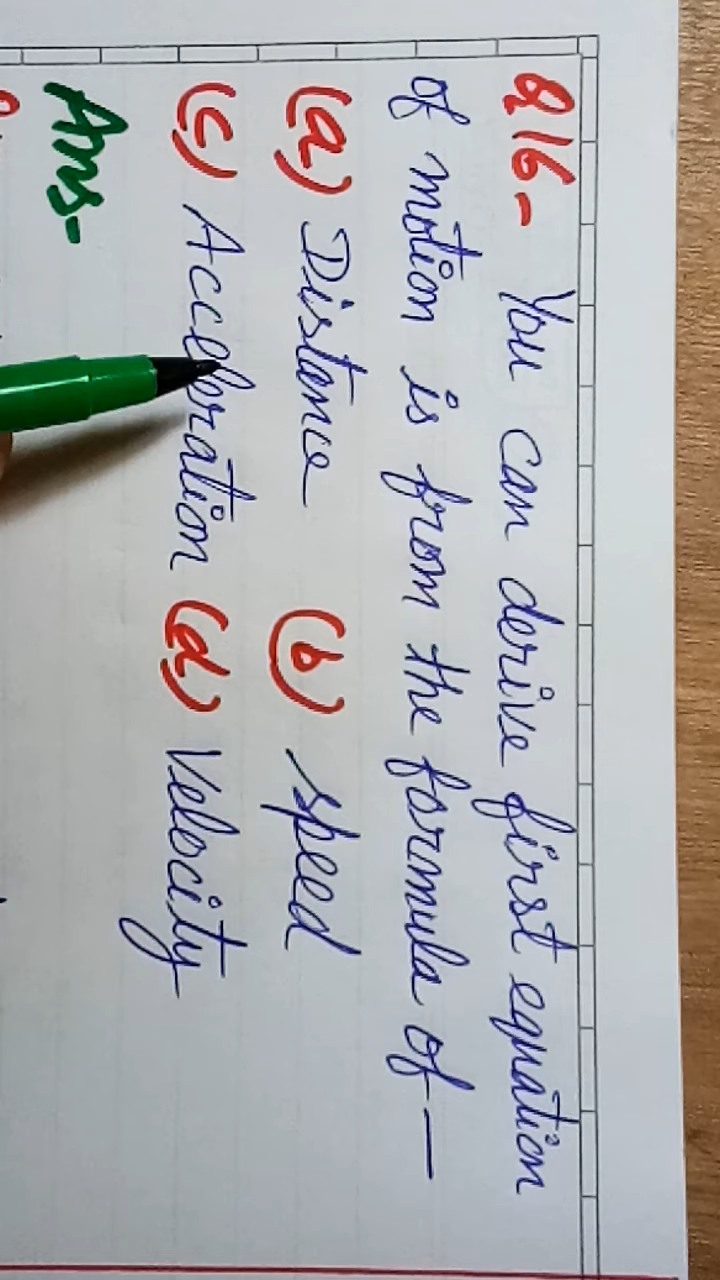 Q16- You can derive first equation
of motion is from the formula of—
(a) Distance (b) speed
(c) Acceleration (d) Velocity
Ans-